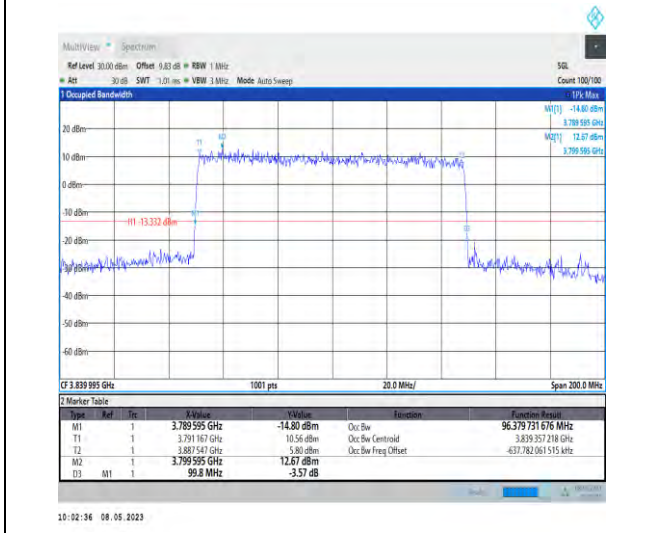 MultiView Spectrum
Ref Level 30.00 dBm Offset 9.83 dB RBW 1 MHz SGL
Att 30 dB SWT 1.01 ms VBW 3 MHz Mode Auto Sweep Count 100/100
1 Occupied Bandwidth 1Pk Max
M1[1] -14.80 dBm
3.789 595 GHz
M2[1] 12.67 dBm
3.799 595 GHz
20 dBm
10 dBm
0 dBm
-10 dBm
H1 -13.332 dBm
-20 dBm
-30 dBm
-40 dBm
-50 dBm
-60 dBm
T1
CF 3.839 995 GHz 1001 pts 20.0 MHz/ Span 200.0 MHz
2 Marker Table
Type Ref Trc X-Value Y-Value Function Function Result
M1 1 3.789 595 GHz -14.80 dBm Occ Bw 96.379 731 676 MHz
T1 1 3.791 167 GHz 10.56 dBm Occ Bw Centroid 3.839 357 218 GHz
T2 1 3.887 547 GHz 5.80 dBm Occ Bw Freq Offset -637.782 061 515 kHz
M2 1 3.799 595 GHz 12.67 dBm
D3 M1 1 99.8 MHz -3.57 dB
10:02:36 08.05.2023